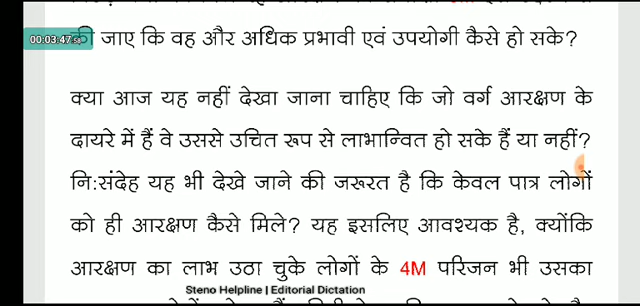 की जाए कि वह और अधिक प्रभावी एवं उपयोगी कैसे हो सके?
00:03:47.58
क्या आज यह नहीं देखा जाना चाहिए कि जो वर्ग आरक्षण के
दायरे में हैं वे उससे उचित रूप से लाभान्वित हो सके हैं या नहीं?
नि:संदेह यह भी देखे जाने की जरूरत है कि केवल पात्र लोगों
को ही आरक्षण कैसे मिले? यह इसलिए आवश्यक है, क्योंकि
आरक्षण का लाभ उठा चुके लोगों के 4M परिजन भी उसका
Steno Helpline | Editorial Dictation